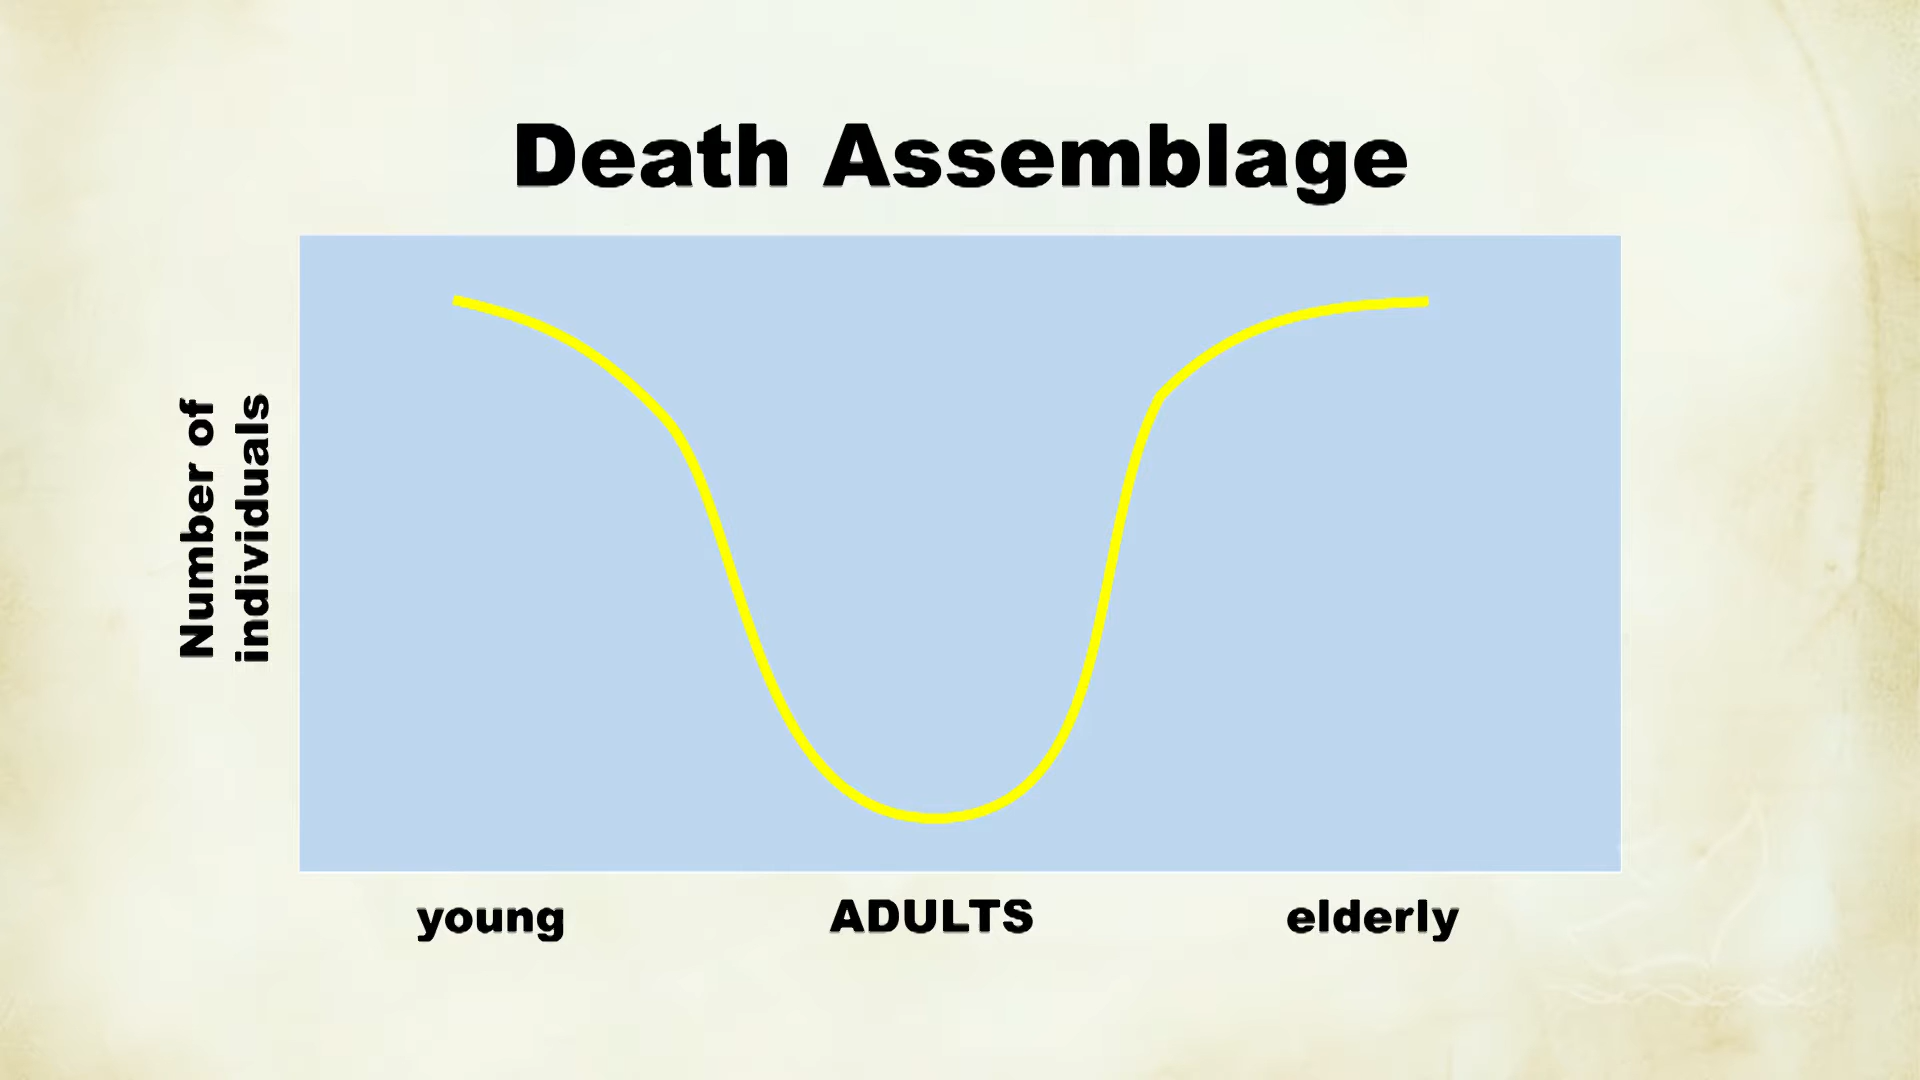 Death Assemblage
Number of
individuals
young
ADULTS
elderly